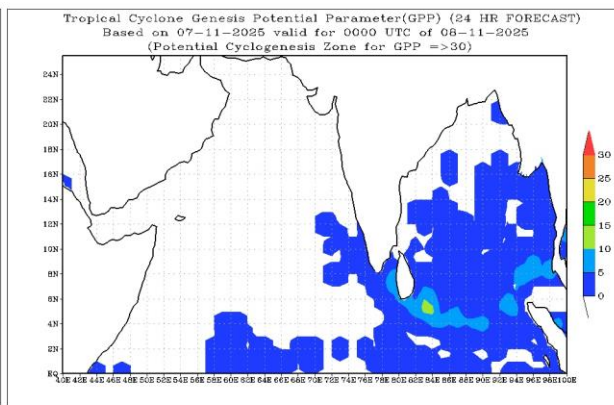 Tropical Cyclone Genesis Potential Parameter(GPP) (24 HR FORECAST)
Based on 07-11-2025 valid for 0000 UTC of 08-11-2025
(Potential Cyclogenesis Zone for GPP =>30)
24N
22N
20N
18N
16N
14N
12N
10N
8N
6N
4N
2N
EQ
40E 42E 44E 46E 48E 50E 52E 54E 56E 58E 60E 62E 64E 66E 68E 70E 72E 74E 76E 78E 80E 82E 84E 86E 88E 90E 92E 94E 96E 98E 100E
30
25
20
15
10
5
0